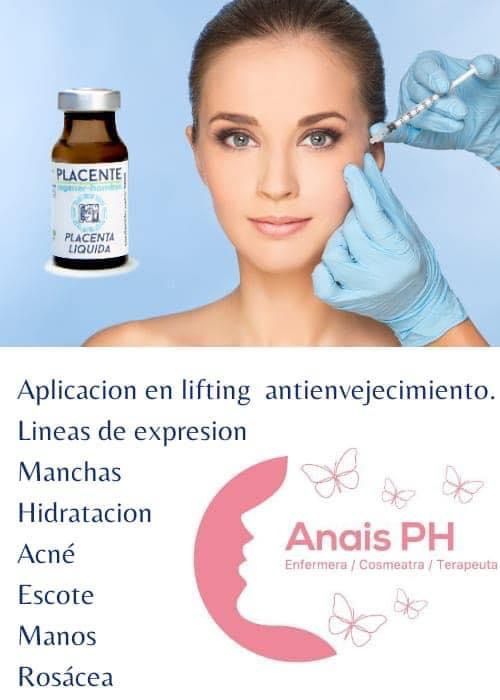 PLACENTE
PLACENTA
LIQUIDA
Aplicacion en lifting antienvejecimiento.
Lineas de expresion
Manchas
Hidratacion
Acné
Escote
Manos
Rosácea
Anais PH
Enfermera / Cosmeatra / Terapeuta